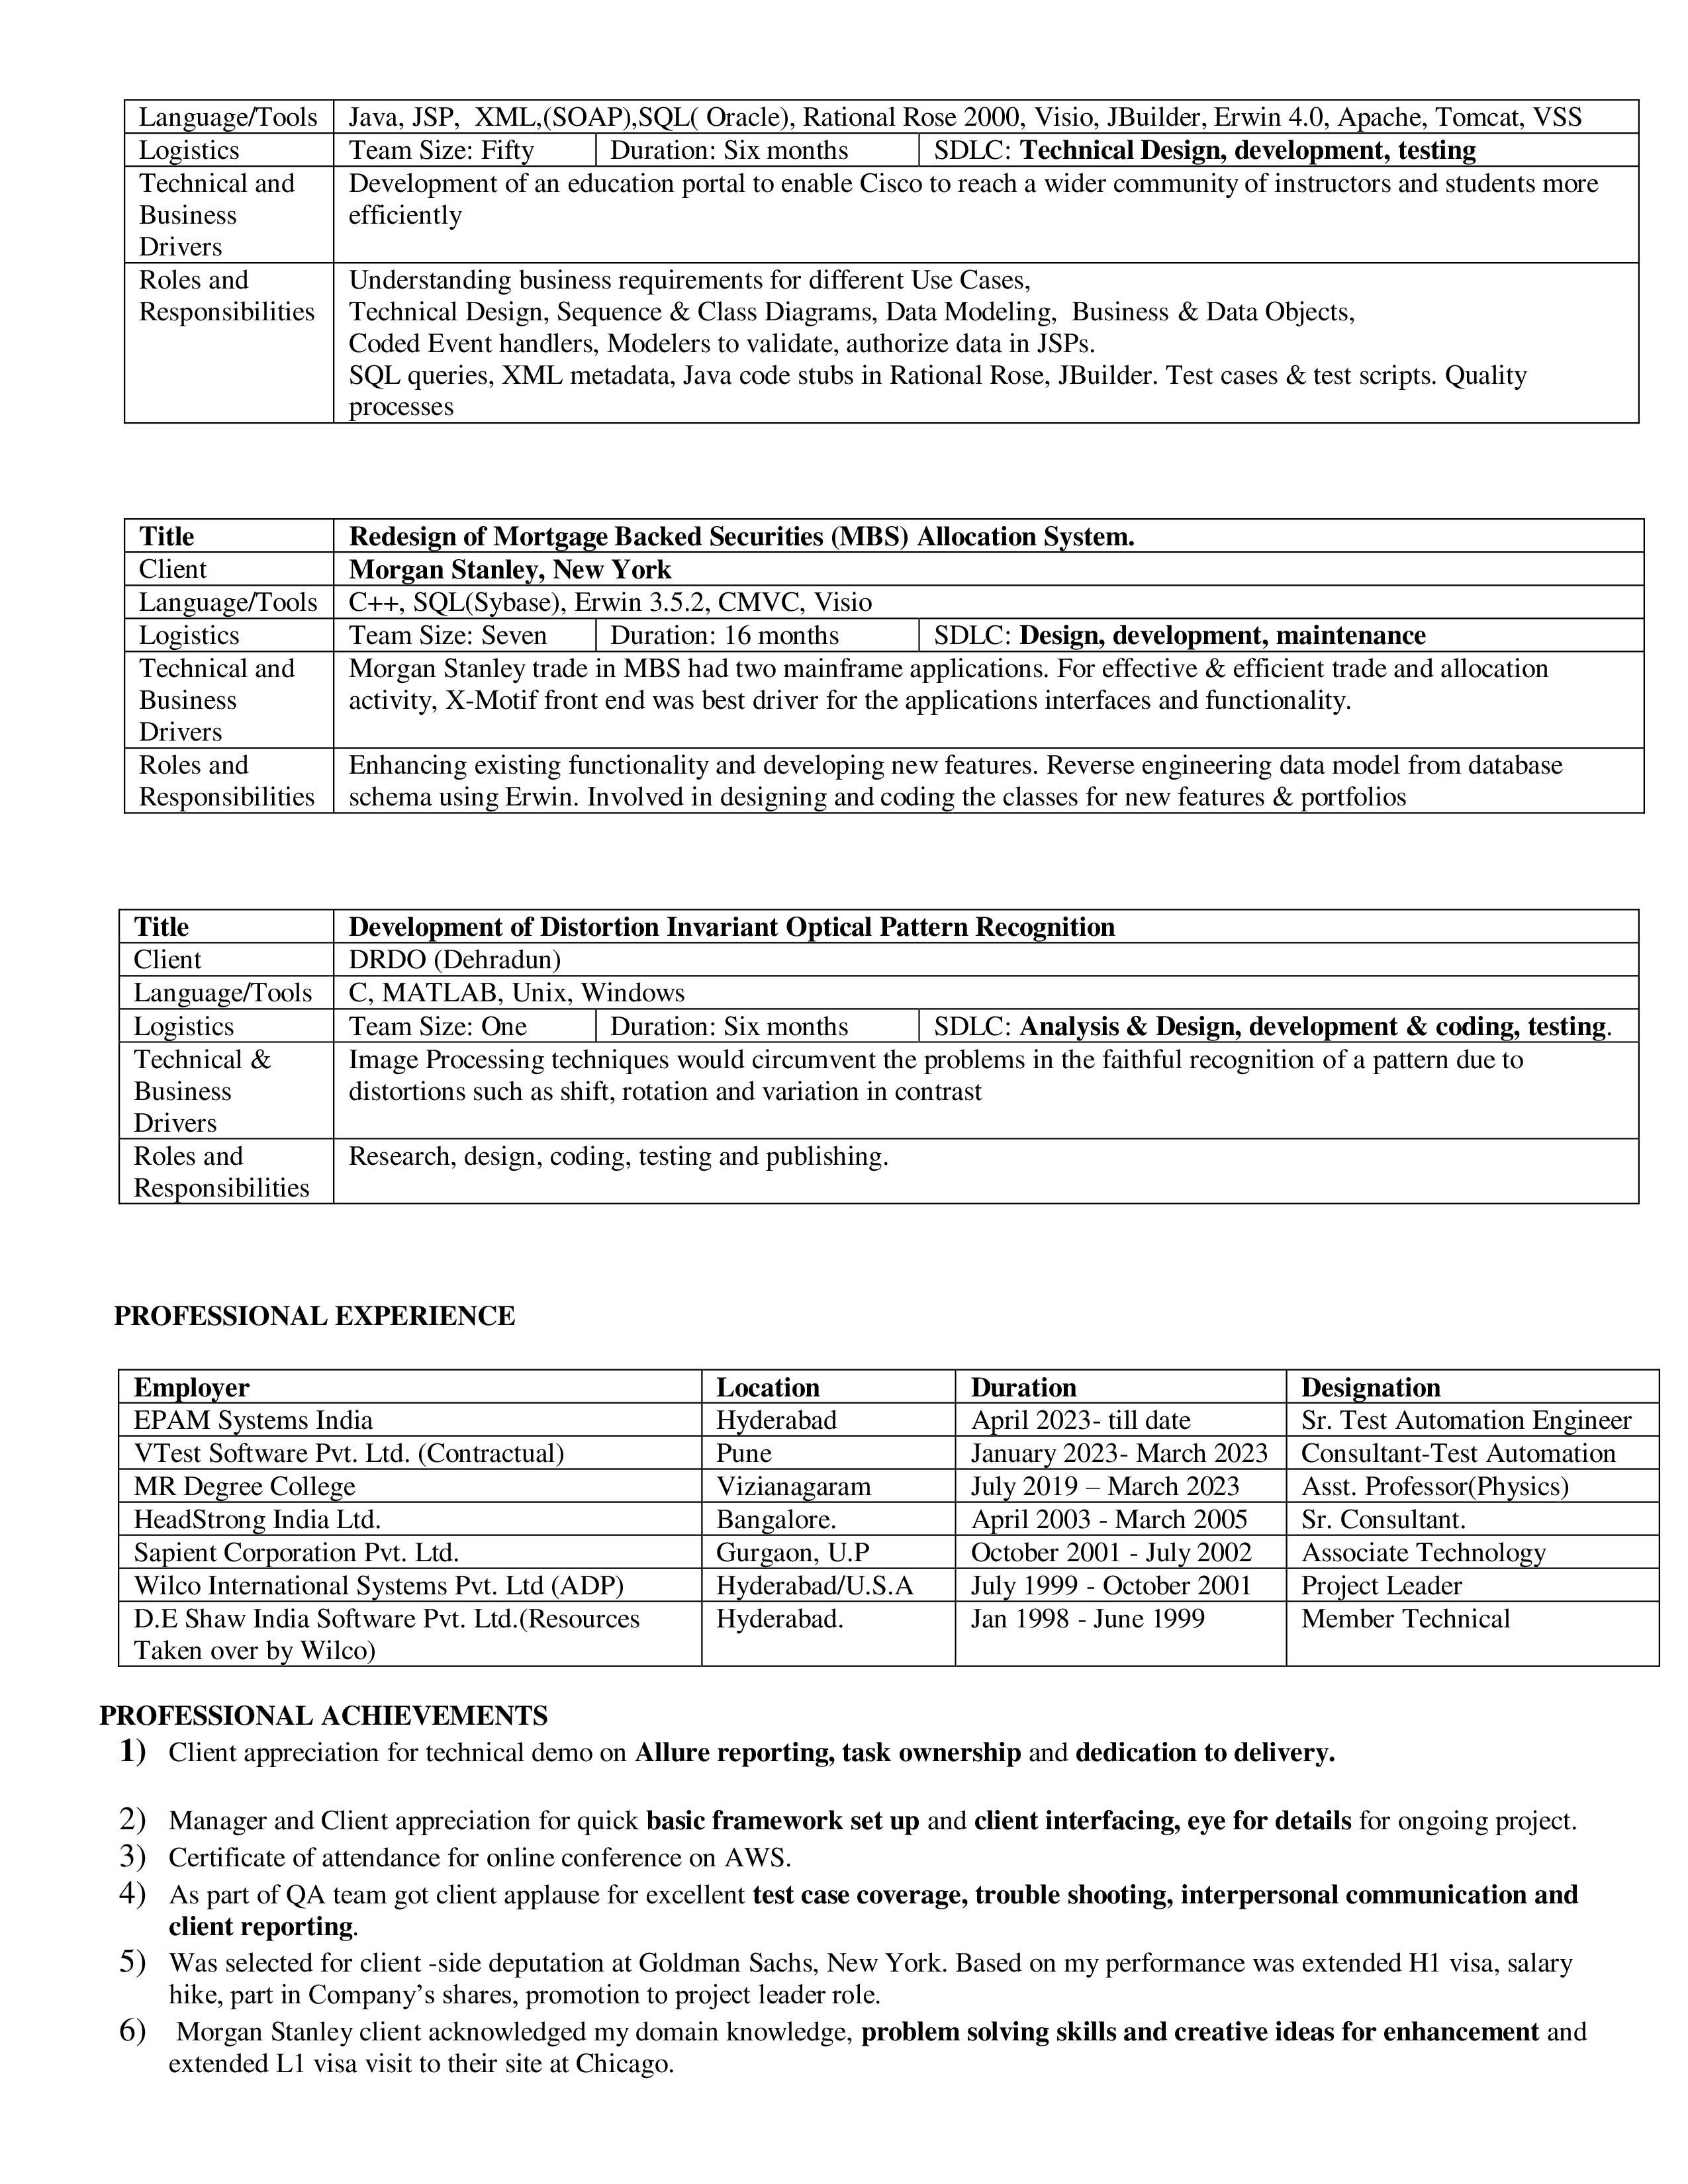 Language/Tools Java, JSP,  XML,(SOAP),SQL( Oracle), Rational Rose 2000, Visio, JBuilder, Erwin 4.0, Apache, Tomcat, VSS
Logistics Team Size: Fifty Duration: Six months SDLC: Technical Design, development, testing
Technical and Development of an education portal to enable Cisco to reach a wider community of instructors and students more
Business efficiently
Drivers
Roles and Understanding business requirements for different Use Cases,
Responsibilities Technical Design, Sequence & Class Diagrams, Data Modeling,  Business & Data Objects,
Coded Event handlers, Modelers to validate, authorize data in JSPs.
SQL queries, XML metadata, Java code stubs in Rational Rose, JBuilder. Test cases & test scripts. Quality
processes
Title Redesign of Mortgage Backed Securities (MBS) Allocation System.
Client Morgan Stanley, New York
Language/Tools C++, SQL(Sybase), Erwin 3.5.2, CMVC, Visio
Logistics Team Size: Seven Duration: 16 months SDLC: Design, development, maintenance
Technical and Morgan Stanley trade in MBS had two mainframe applications. For effective & efficient trade and allocation
Business activity, X-Motif front end was best driver for the applications interfaces and functionality.
Drivers
Roles and Enhancing existing functionality and developing new features. Reverse engineering data model from database
Responsibilities schema using Erwin. Involved in designing and coding the classes for new features & portfolios
Title Development of Distortion Invariant Optical Pattern Recognition
Client DRDO (Dehradun)
Language/Tools C, MATLAB, Unix, Windows
Logistics Team Size: One Duration: Six months SDLC: Analysis & Design, development & coding, testing.
Technical & Image Processing techniques would circumvent the problems in the faithful recognition of a pattern due to
Business distortions such as shift, rotation and variation in contrast
Drivers
Roles and Research, design, coding, testing and publishing.
Responsibilities
PROFESSIONAL EXPERIENCE
Employer Location Duration Designation
EPAM Systems India Hyderabad April 2023- till date Sr. Test Automation Engineer
VTest Software Pvt. Ltd. (Contractual) Pune January 2023- March 2023 Consultant-Test Automation
MR Degree College Vizianagaram July 2019 – March 2023 Asst. Professor(Physics)
HeadStrong India Ltd. Bangalore. April 2003 - March 2005 Sr. Consultant.
Sapient Corporation Pvt. Ltd. Gurgaon, U.P October 2001 - July 2002 Associate Technology
Wilco International Systems Pvt. Ltd (ADP) Hyderabad/U.S.A July 1999 - October 2001 Project Leader
D.E Shaw India Software Pvt. Ltd.(Resources Hyderabad. Jan 1998 - June 1999 Member Technical
Taken over by Wilco)
PROFESSIONAL ACHIEVEMENTS
1) Client appreciation for technical demo on Allure reporting, task ownership and dedication to delivery.
2) Manager and Client appreciation for quick basic framework set up and client interfacing, eye for details for ongoing project.
3) Certificate of attendance for online conference on AWS.
4) As part of QA team got client applause for excellent test case coverage, trouble shooting, interpersonal communication and
client reporting.
5) Was selected for client -side deputation at Goldman Sachs, New York. Based on my performance was extended H1 visa, salary
hike, part in Company’s shares, promotion to project leader role.
6) Morgan Stanley client acknowledged my domain knowledge, problem solving skills and creative ideas for enhancement and
extended L1 visa visit to their site at Chicago.